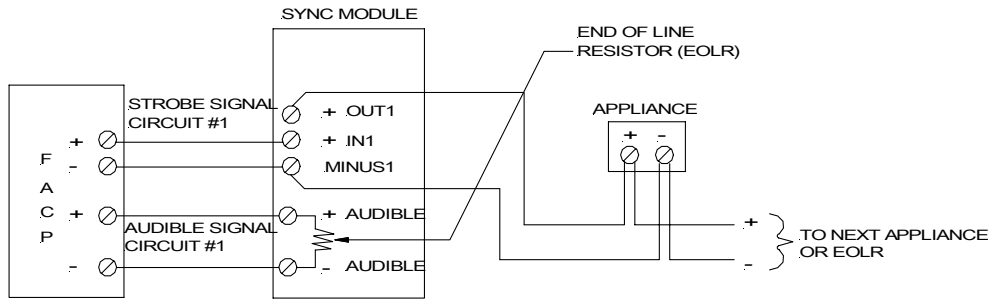 SYNC MODULE
END OF LINE
RESISTOR (EOLR)
STROBE SIGNAL
CIRCUIT #1
+ OUT1
APPLIANCE
+ -
+
+ IN1
-
MINUS1
F
A
C
P
+
+ AUDIBLE
AUDIBLE SIGNAL
CIRCUIT #1
-
- AUDIBLE
+
TO NEXT APPLIANCE
OR EOLR
-